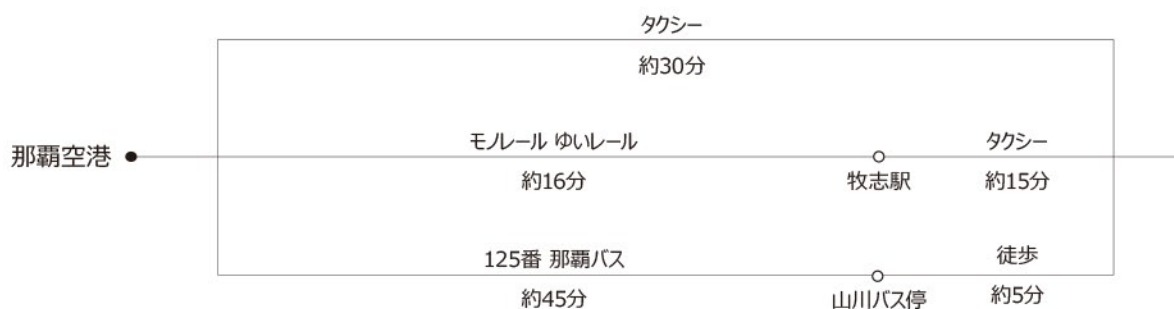 タクシー
約30分
那覇空港
モノレール ゆいレール
タクシー
約16分
牧志駅
約15分
125番 那覇バス
徒歩
約45分
山川バス停
約5分